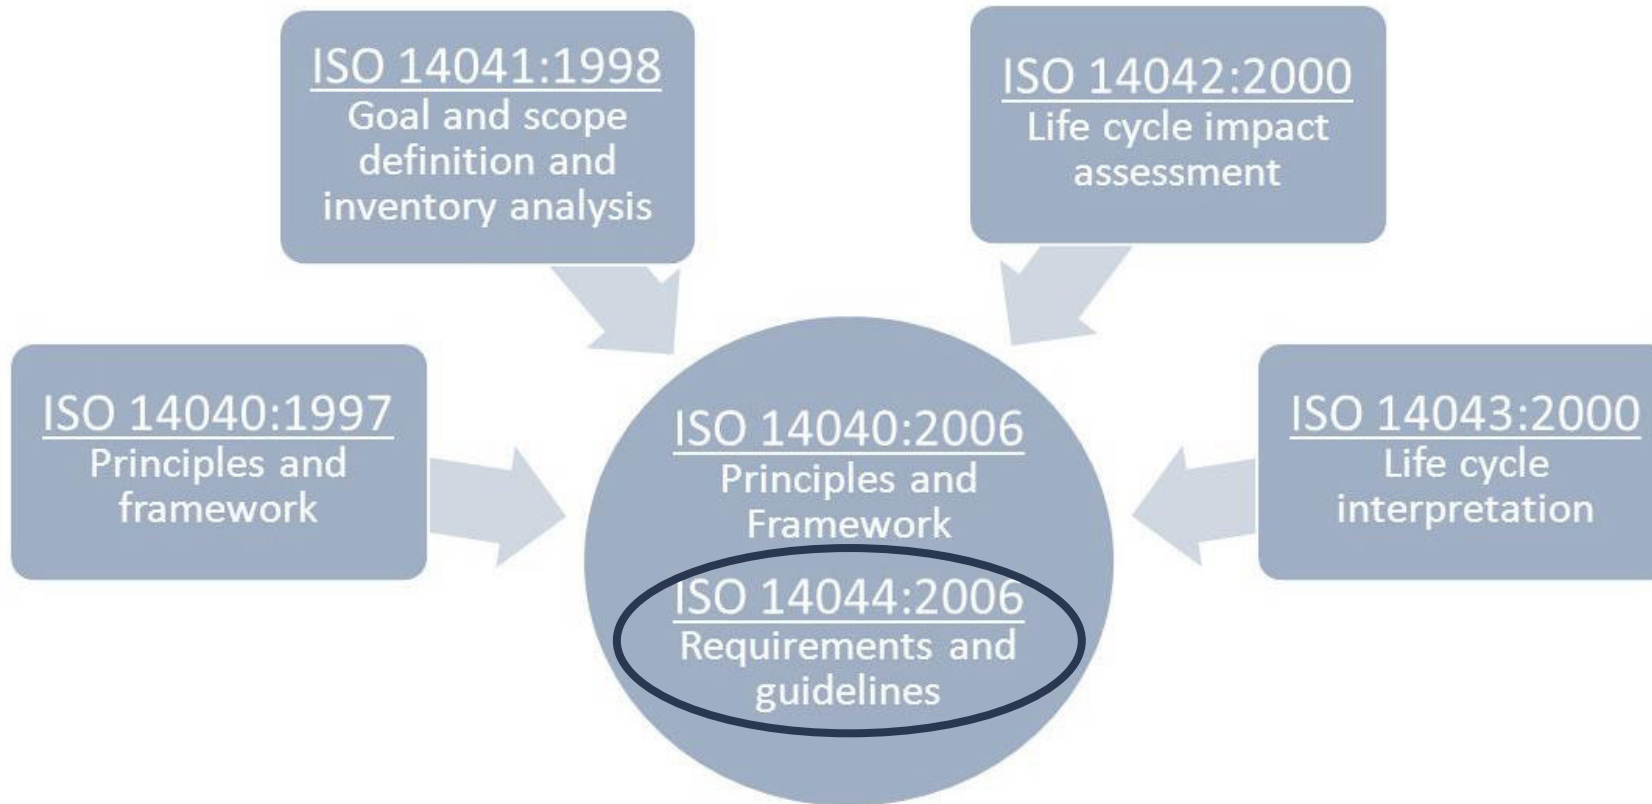 ISO 14041:1998
Goal and scope
definition and
inventory analysis
ISO 14042:2000
Life cycle impact
assessment
ISO 14040:1997
Principles and
framework
ISO 14040:2006
Principles and
Framework
ISO 14044:2006
Requirements and
guidelines
ISO 14043:2000
Life cycle
interpretation